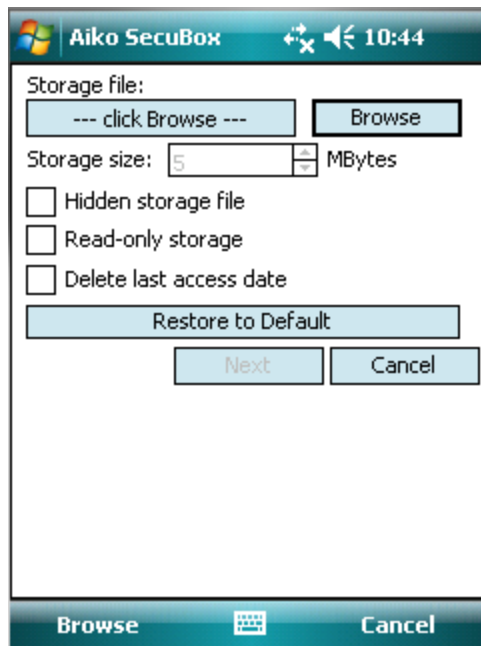 Aiko SecuBox 10:44
Storage file:
--- click Browse --- Browse
Storage size: 5 MBytes
Hidden storage file
Read-only storage
Delete last access date
Restore to Default
Next Cancel
Browse Cancel